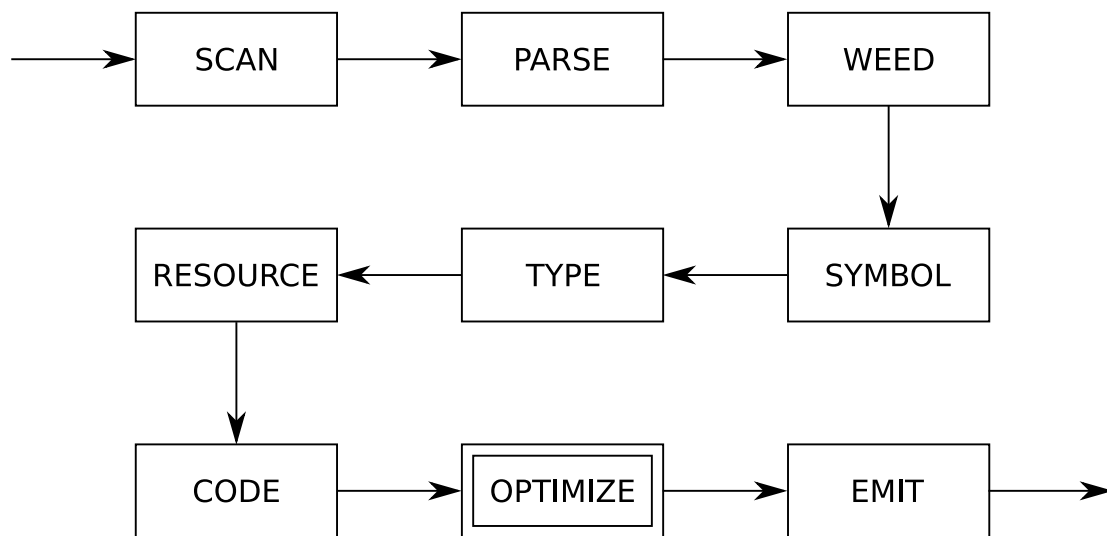 SCAN
PARSE
WEED
SYMBOL
TYPE
RESOURCE
CODE
OPTIMIZE
EMIT